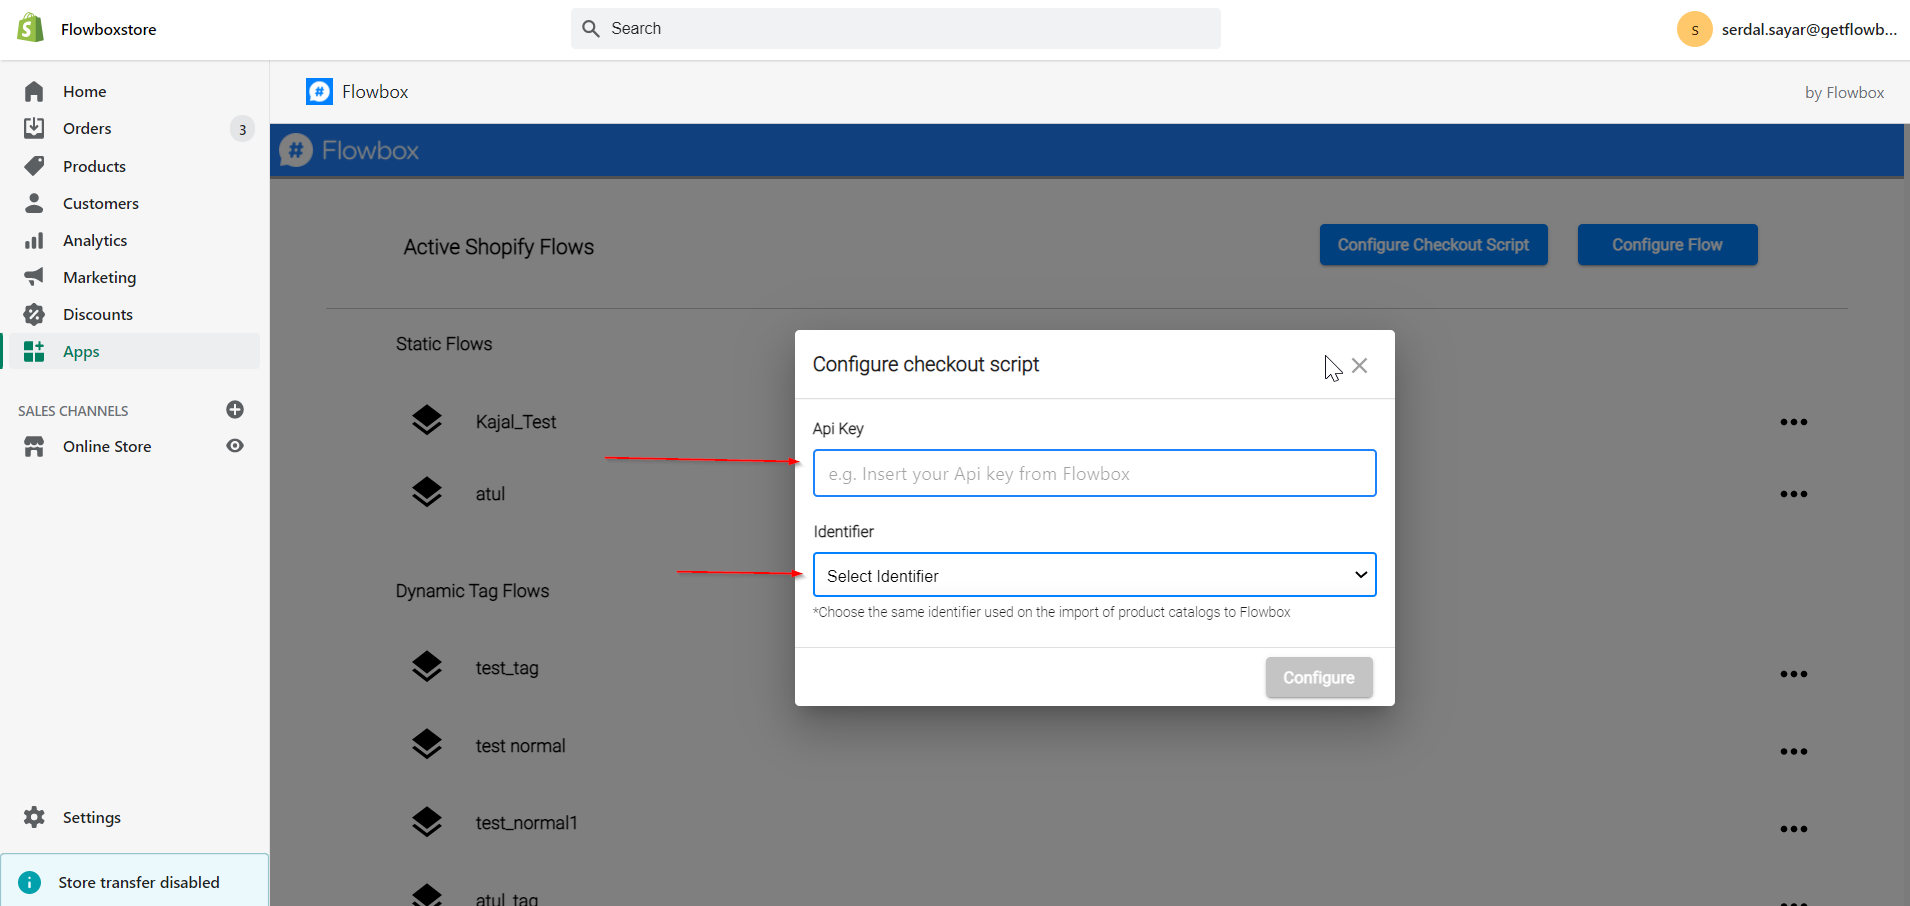 Flowboxstore
Search
S
serdal.sayar@getflowb...
Home
Orders
3
Products
Customers
Analytics
Marketing
Discounts
Apps
SALES CHANNELS
Online Store
Settings
Store transfer disabled
Flowbox
by Flowbox
Flowbox
Active Shopify Flows
Configure Checkout Script
Configure Flow
Static Flows
Kajal_Test
atul
Dynamic Tag Flows
test_tag
test normal
test_normal1
atul_tag
Configure checkout script
Api Key
e.g. Insert your Api key from Flowbox
Identifier
Select Identifier
*Choose the same identifier used on the import of product catalogs to Flowbox
Configure